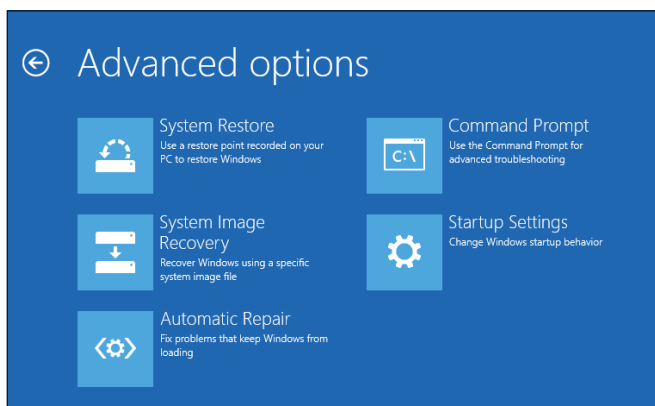 Advanced options
System Restore
Use a restore point recorded on your
PC to restore Windows
System Image
Recovery
Recover Windows using a specific
system image file
Automatic Repair
Fix problems that keep Windows from
loading
C:\
Command Prompt
Use the Command Prompt for
advanced troubleshooting
Startup Settings
Change Windows startup behavior